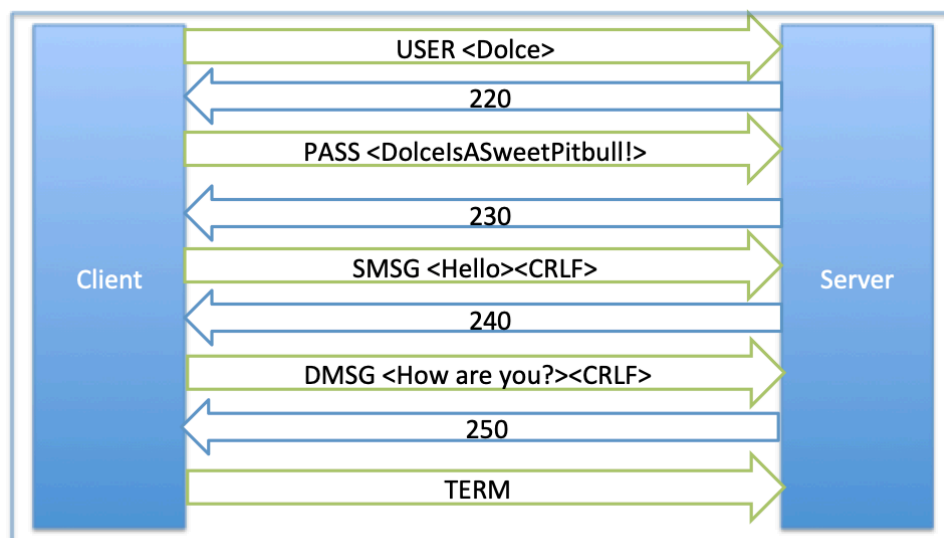 USER <Dolce>
220
PASS <DolceIsASweetPitbull!>
230
Client
SMSG <Hello><CRLF>
Server
240
DMSG <How are you?><CRLF>
250
TERM